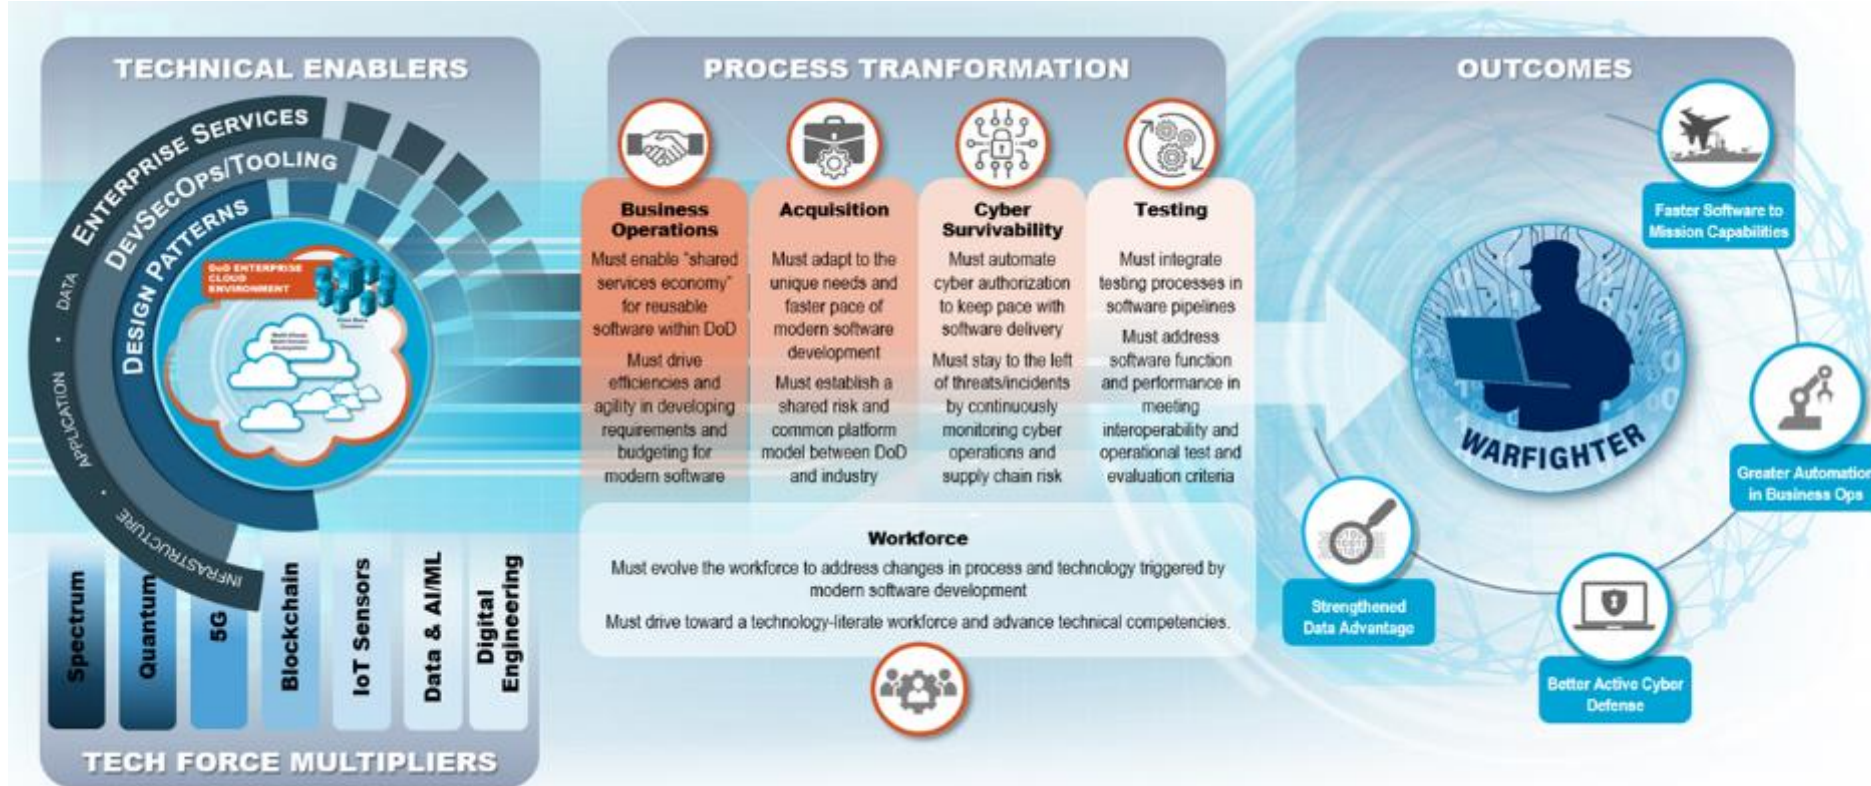 TECHNICAL ENABLERS
ENTERPRISE SERVICES
DEVSECOPS/TOOLING
DESIGN PATTERNS
DATA
•
APPLICATION
•
INFRASTRUCTURE
DoD ENTERPRISE
CLOUD
ENVIRONMENT
Spectrum
Quantum
5G
Blockchain
IoT Sensors
Data & AI/ML
Digital
Engineering
TECH FORCE MULTIPLIERS
PROCESS TRANFORMATION
Business
Operations
Must enable "shared
services economy"
for reusable
software within DoD
Must drive
efficiencies and
agility in developing
requirements and
budgeting for
modern software
Acquisition
Must adapt to the
unique needs and
faster pace of
modern software
development
Must establish a
shared risk and
common platform
model between DoD
and industry
Cyber
Survivability
Must automate
cyber authorization
to keep pace with
software delivery
Must stay to the left
of threats/incidents
by continuously
monitoring cyber
operations and
supply chain risk
Testing
Must integrate
testing processes in
software pipelines
Must address
software function
and performance in
meeting
interoperability and
operational test and
evaluation criteria
Workforce
Must evolve the workforce to address changes in process and technology triggered by
modern software development
Must drive toward a technology-literate workforce and advance technical competencies.
OUTCOMES
WARFIGHTER
Faster Software to
Mission Capabilities
Greater Automation
in Business Ops
Better Active Cyber
Defense
Strengthened
Data Advantage